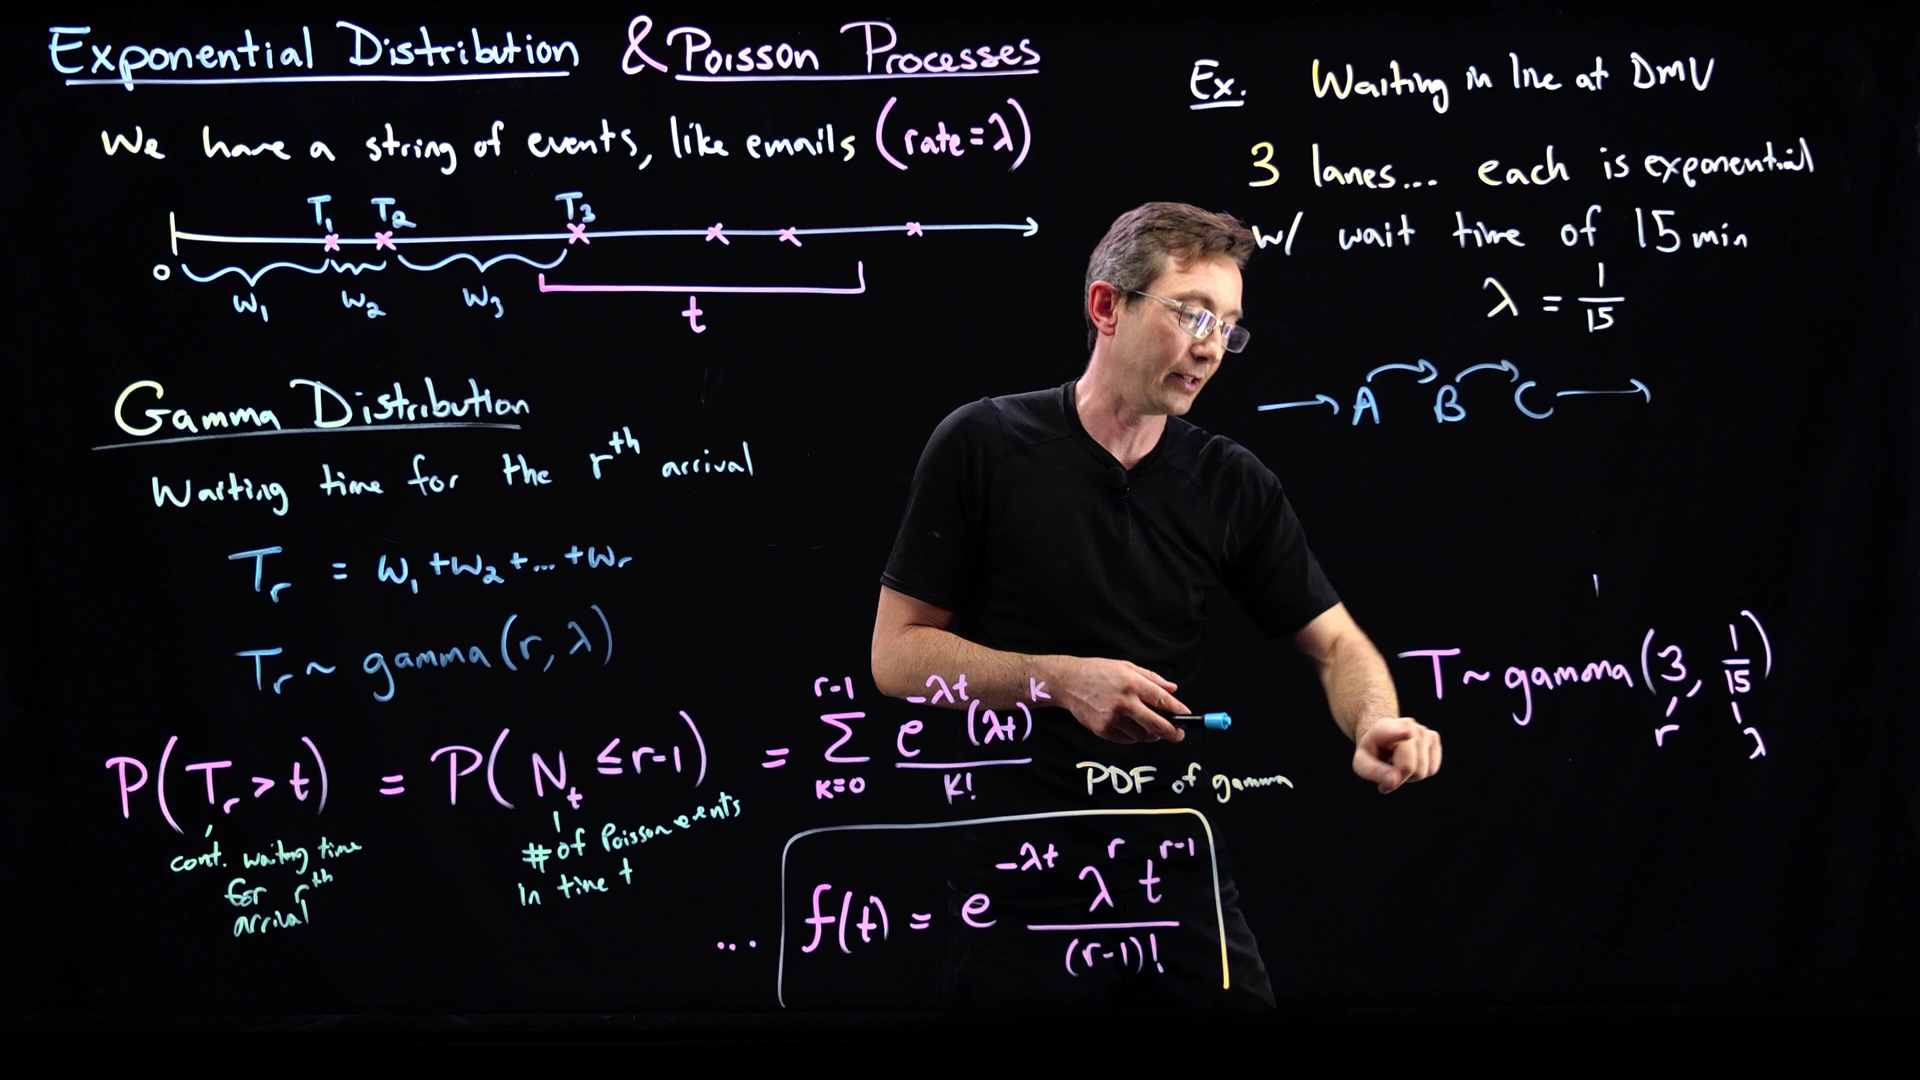 Exponential Distribution & Poisson Processes
We have a string of events, like emails (rate=λ)
T₁ T₂ T₃
0
W₁ W₂ W₃
t
Gamma Distribution
Waiting time for the rᵗʰ arrival
Tᵣ = W₁+W₂+...+Wᵣ
Tᵣ ~ gamma(r, λ)
P(Tᵣ > t) = P(Nₜ ≤ r-1) = Σ_{k=0}^{r-1} e^{-λt} (λt)^k / k!
cont. waiting time
for rᵗʰ
arrival
# of Poisson events
in time t
PDF of gamma
... f(t) = e^{-λt} λ^r t^{r-1} / (r-1)!
Ex. Waiting in line at DMV
3 lanes... each is exponential
w/ wait time of 15 min
λ = 1/15
→ A → B → C →
T ~ gamma(3, 1/15)
r λ